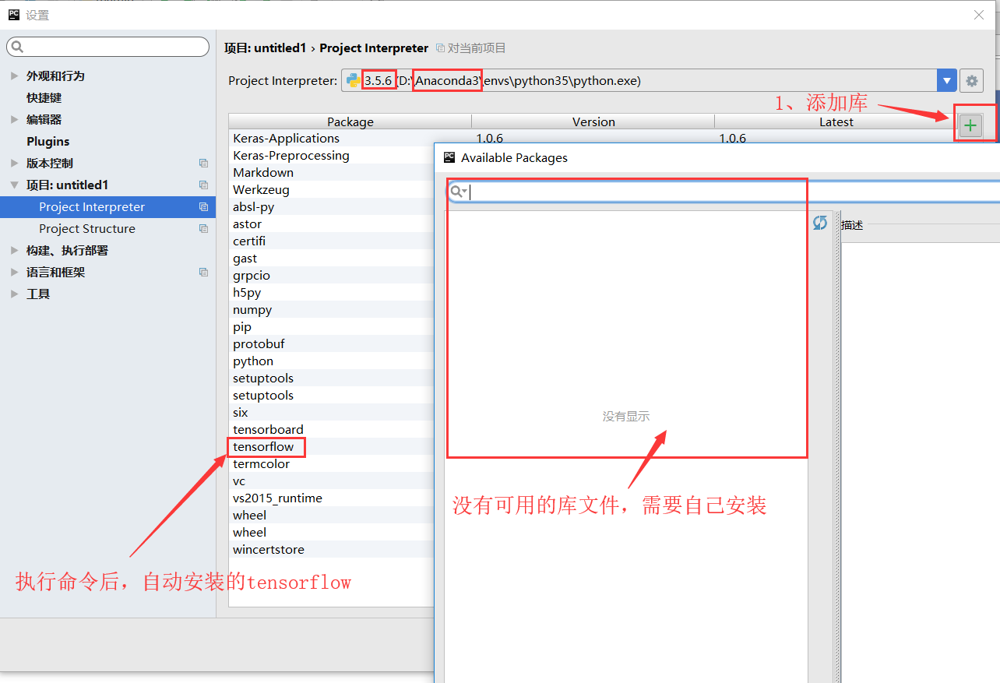 PC 设置
项目: untitled1 › Project Interpreter 对当前项目
外观和行为
快捷键
编辑器
Plugins
版本控制
项目: untitled1
Project Interpreter
Project Structure
构建、执行部署
语言和框架
工具
Project Interpreter: 3.5.6 (D:\Anaconda3\envs\python35\python.exe)
1、添加库
Package Version Latest
Keras-Applications 1.0.6 1.0.6
Keras-Preprocessing
Markdown
Werkzeug
absl-py
astor
certifi
gast
grpcio
h5py
numpy
pip
protobuf
python
setuptools
setuptools
six
tensorboard
tensorflow
termcolor
vc
vs2015_runtime
wheel
wheel
wincertstore
PC Available Packages
描述
没有显示
没有可用的库文件，需要自己安装
执行命令后，自动安装的tensorflow